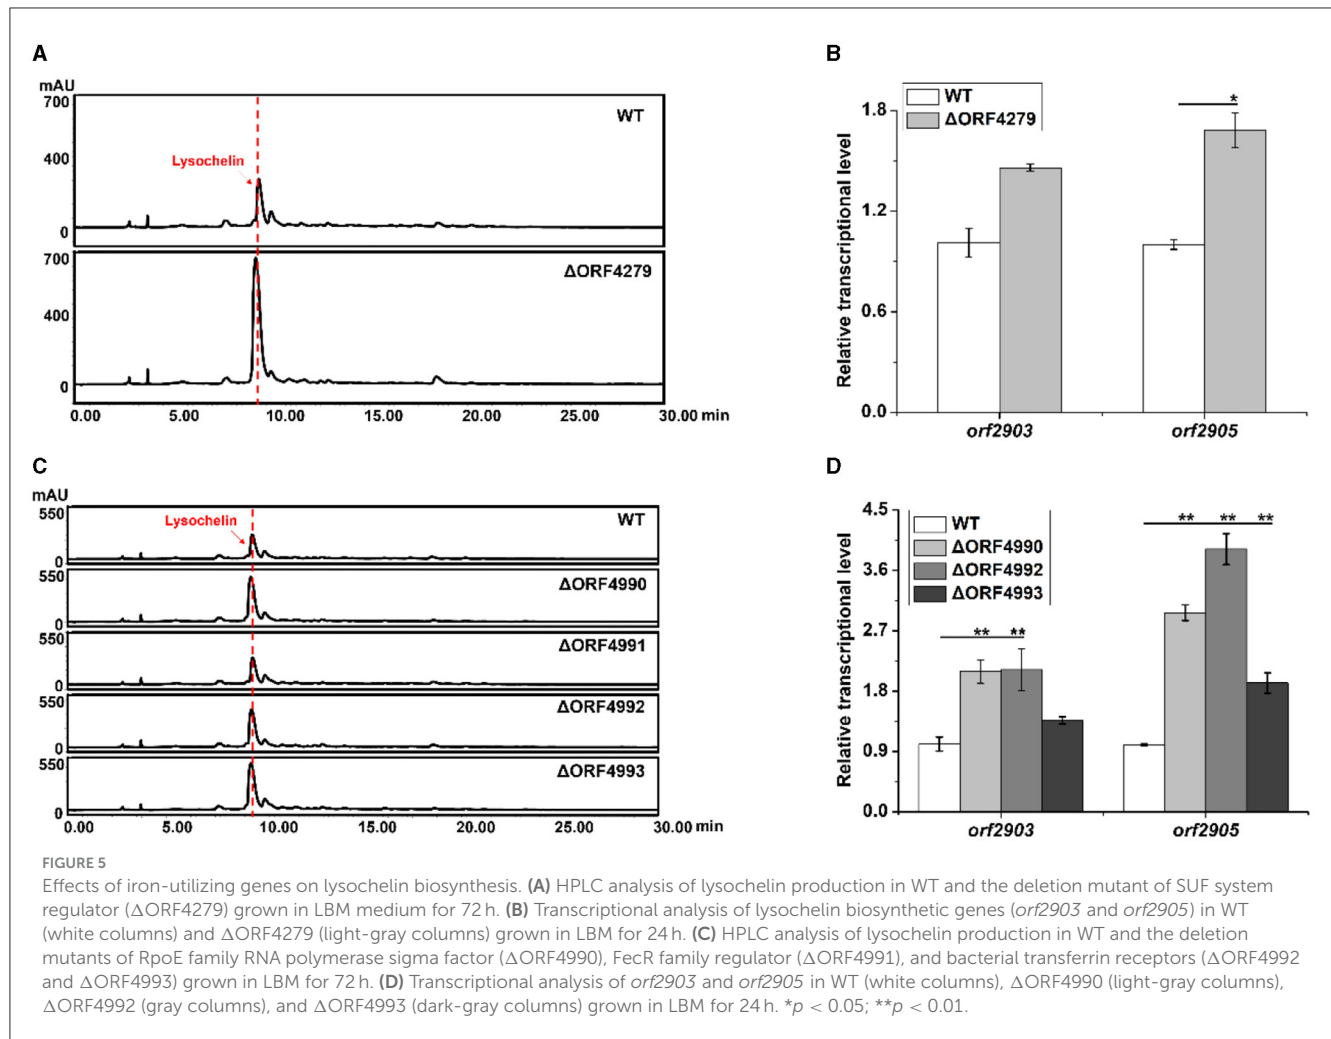 A
mAU
700
400
0
WT
Lysochelin
700
400
0
ΔORF4279
0.00 5.00 10.00 15.00 20.00 25.00 30.00 min
B
WT
ΔORF4279
Relative transcriptional level
1.8
1.2
0.6
0.0
*
orf2903 orf2905
C
mAU
550
0
WT
Lysochelin
550
0
ΔORF4990
550
0
ΔORF4991
550
0
ΔORF4992
550
0
ΔORF4993
0.00 5.00 10.00 15.00 20.00 25.00 30.00 min
D
WT
ΔORF4990
ΔORF4992
ΔORF4993
Relative transcriptional level
4.5
3.6
2.7
1.8
0.9
0.0
** **
** ** **
orf2903 orf2905
FIGURE 5
Effects of iron-utilizing genes on lysochelin biosynthesis. (A) HPLC analysis of lysochelin production in WT and the deletion mutant of SUF system
regulator (ΔORF4279) grown in LBM medium for 72 h. (B) Transcriptional analysis of lysochelin biosynthetic genes (orf2903 and orf2905) in WT
(white columns) and ΔORF4279 (light-gray columns) grown in LBM for 24 h. (C) HPLC analysis of lysochelin production in WT and the deletion
mutants of RpoE family RNA polymerase sigma factor (ΔORF4990), FecR family regulator (ΔORF4991), and bacterial transferrin receptors (ΔORF4992
and ΔORF4993) grown in LBM for 72 h. (D) Transcriptional analysis of orf2903 and orf2905 in WT (white columns), ΔORF4990 (light-gray columns),
ΔORF4992 (gray columns), and ΔORF4993 (dark-gray columns) grown in LBM for 24 h. *p < 0.05; **p < 0.01.